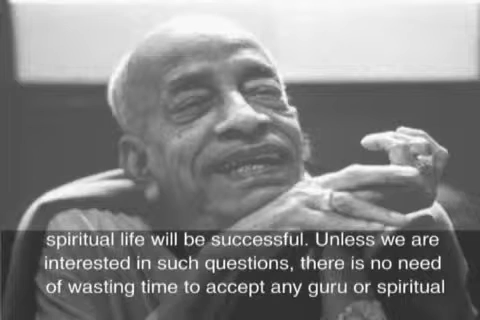 spiritual life will be successful. Unless we are
interested in such questions, there is no need
of wasting time to accept any guru or spiritual